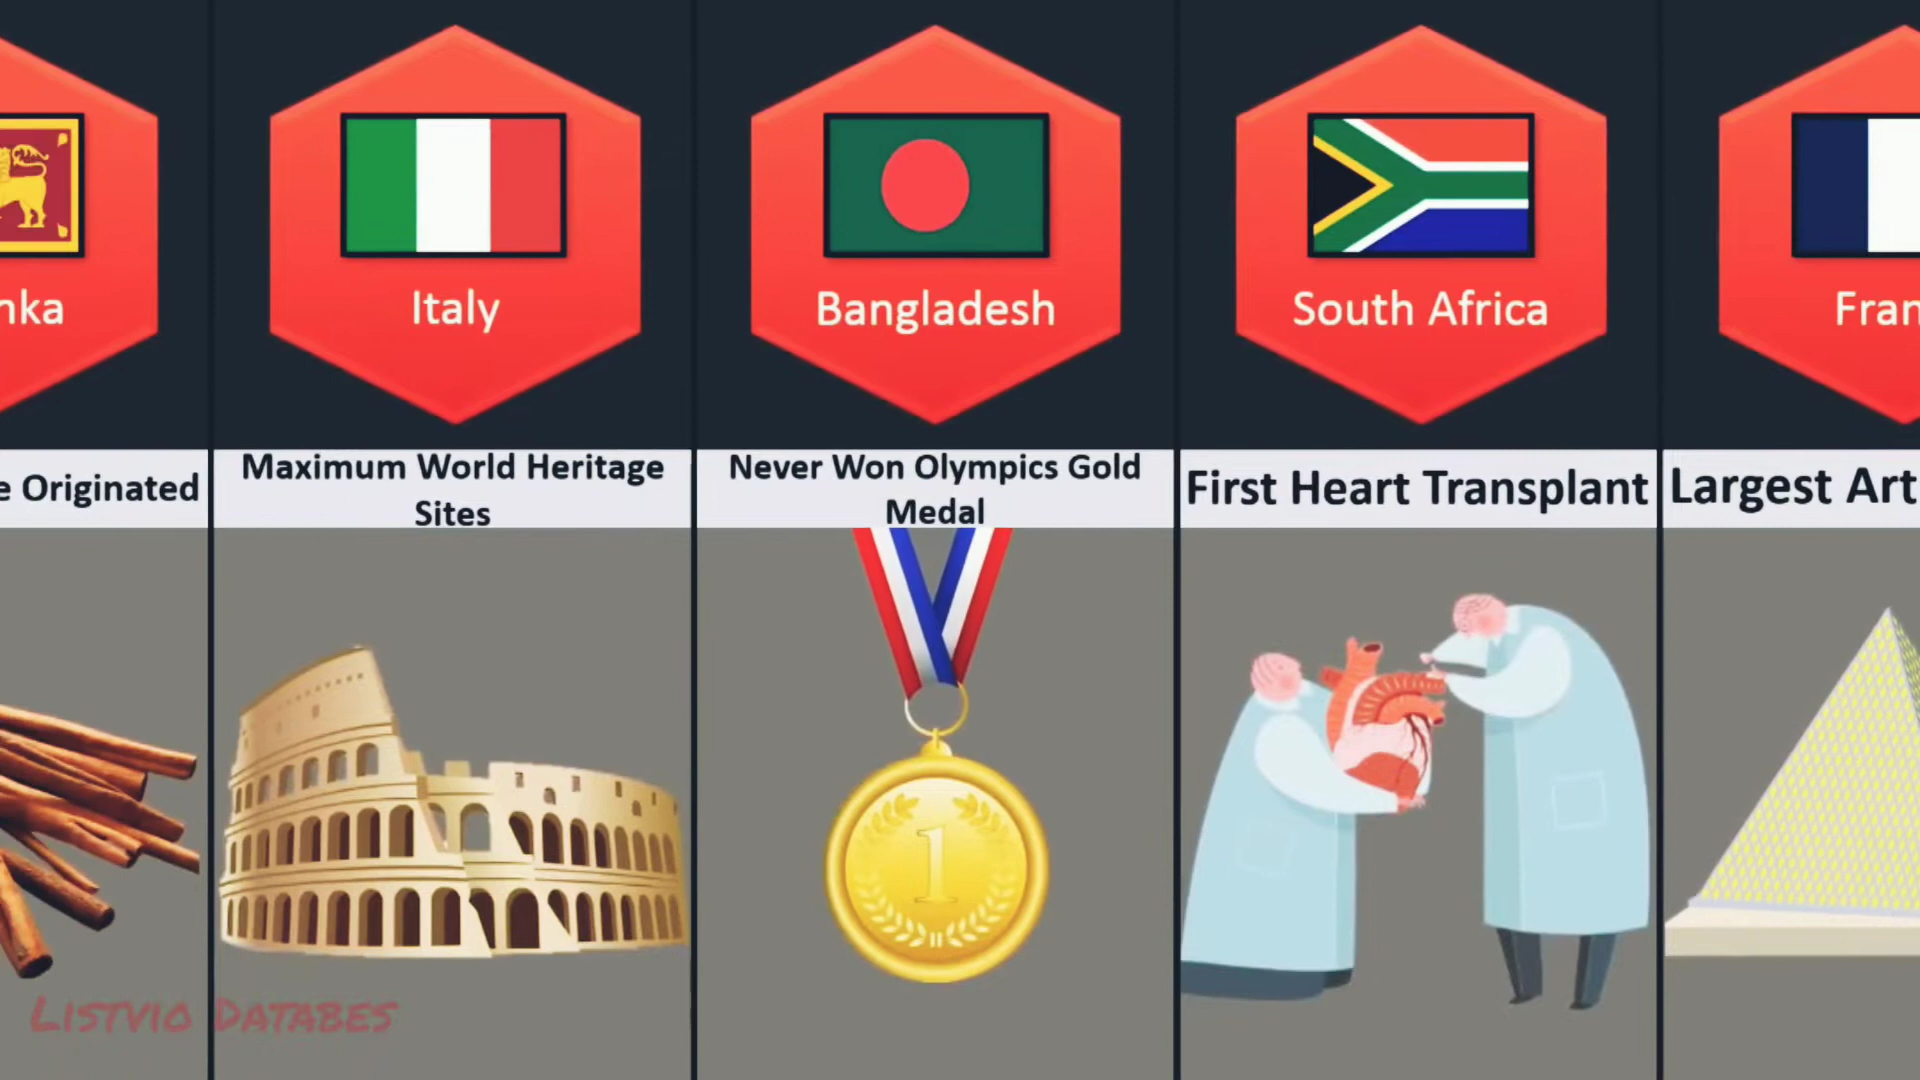 nka
Italy
Bangladesh
South Africa
Fran
e Originated
Maximum World Heritage
Sites
Never Won Olympics Gold
Medal
First Heart Transplant
Largest Art
1
Listvio Databes